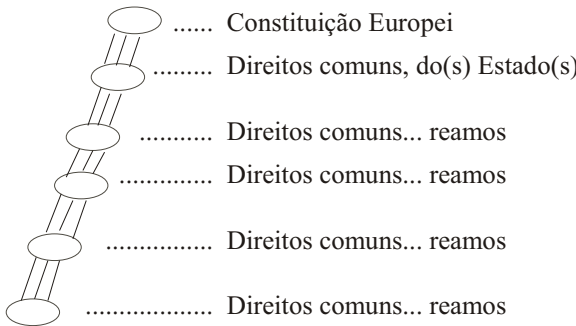 ...... Constituição Europei
......... Direitos comuns, do(s) Estado(s)
........... Direitos comuns... reamos
.............. Direitos comuns... reamos
................ Direitos comuns... reamos
................... Direitos comuns... reamos